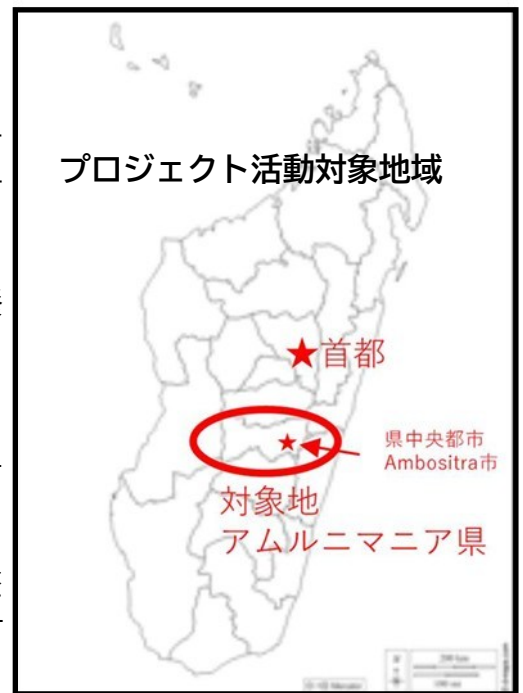 プロジェクト活動対象地域
首都
県中央都市
Ambositra市
対象地
アムルニマニア県